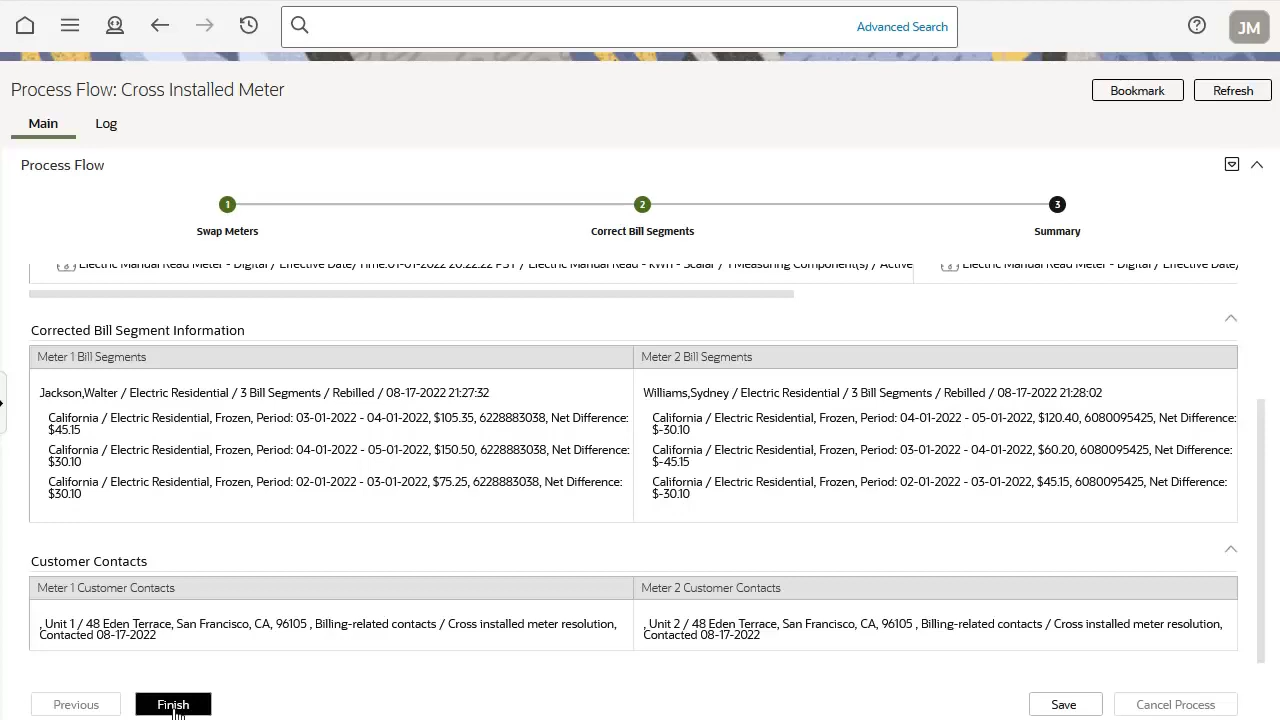 Advanced Search
JM
Process Flow: Cross Installed Meter
Bookmark
Refresh
Main
Log
Process Flow
1
2
3
Swap Meters
Correct Bill Segments
Summary
Electric Manual Read Meter - Digital / Effective Date/Time:01-01-2022 20:22:22 PST / Electric Manual Read - kWh - Scalar / 1 Measuring Component(s) / Active
Electric Manual Read Meter - Digital / Effective Date/
Corrected Bill Segment Information
Meter 1 Bill Segments
Meter 2 Bill Segments
Jackson,Walter / Electric Residential / 3 Bill Segments / Rebilled / 08-17-2022 21:27:32
California / Electric Residential, Frozen, Period: 03-01-2022 - 04-01-2022, $105.35, 6228883038, Net Difference:
$45.15
California / Electric Residential, Frozen, Period: 04-01-2022 - 05-01-2022, $150.50, 6228883038, Net Difference:
$30.10
California / Electric Residential, Frozen, Period: 02-01-2022 - 03-01-2022, $75.25, 6228883038, Net Difference:
$30.10
Williams,Sydney / Electric Residential / 3 Bill Segments / Rebilled / 08-17-2022 21:28:02
California / Electric Residential, Frozen, Period: 04-01-2022 - 05-01-2022, $120.40, 6080095425, Net Difference:
$-30.10
California / Electric Residential, Frozen, Period: 03-01-2022 - 04-01-2022, $60.20, 6080095425, Net Difference:
$-45.15
California / Electric Residential, Frozen, Period: 02-01-2022 - 03-01-2022, $45.15, 6080095425, Net Difference:
$-30.10
Customer Contacts
Meter 1 Customer Contacts
Meter 2 Customer Contacts
, Unit 1 / 48 Eden Terrace, San Francisco, CA, 96105 , Billing-related contacts / Cross installed meter resolution,
Contacted 08-17-2022
, Unit 2 / 48 Eden Terrace, San Francisco, CA, 96105 , Billing-related contacts / Cross installed meter resolution,
Contacted 08-17-2022
Previous
Finish
Save
Cancel Process